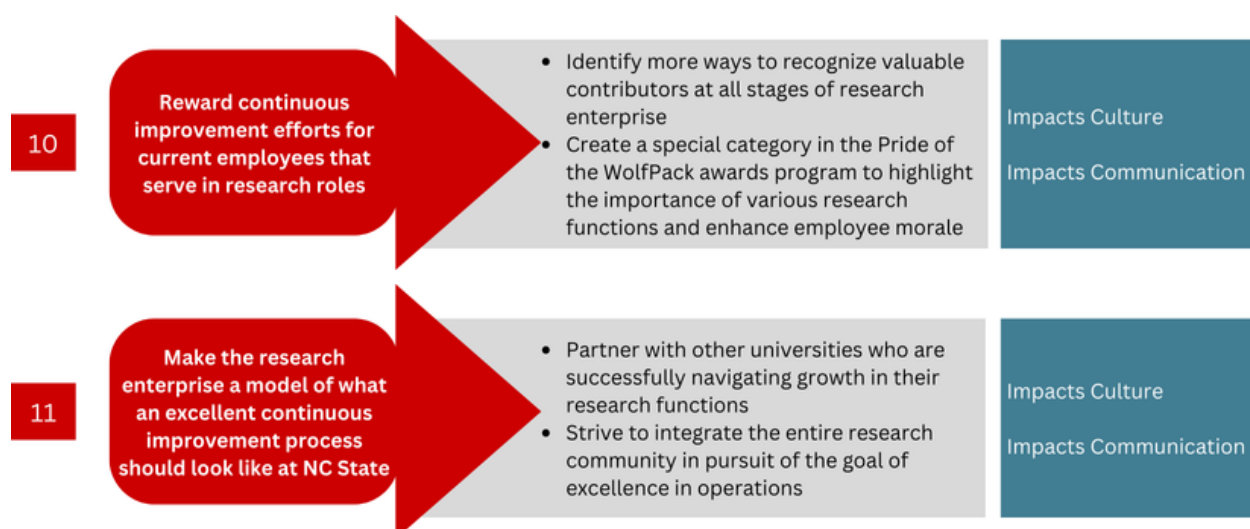 10
Reward continuous
improvement efforts for
current employees that
serve in research roles
• Identify more ways to recognize valuable
contributors at all stages of research
enterprise
• Create a special category in the Pride of
the WolfPack awards program to highlight
the importance of various research
functions and enhance employee morale
Impacts Culture
Impacts Communication
11
Make the research
enterprise a model of what
an excellent continuous
improvement process
should look like at NC State
• Partner with other universities who are
successfully navigating growth in their
research functions
• Strive to integrate the entire research
community in pursuit of the goal of
excellence in operations
Impacts Culture
Impacts Communication